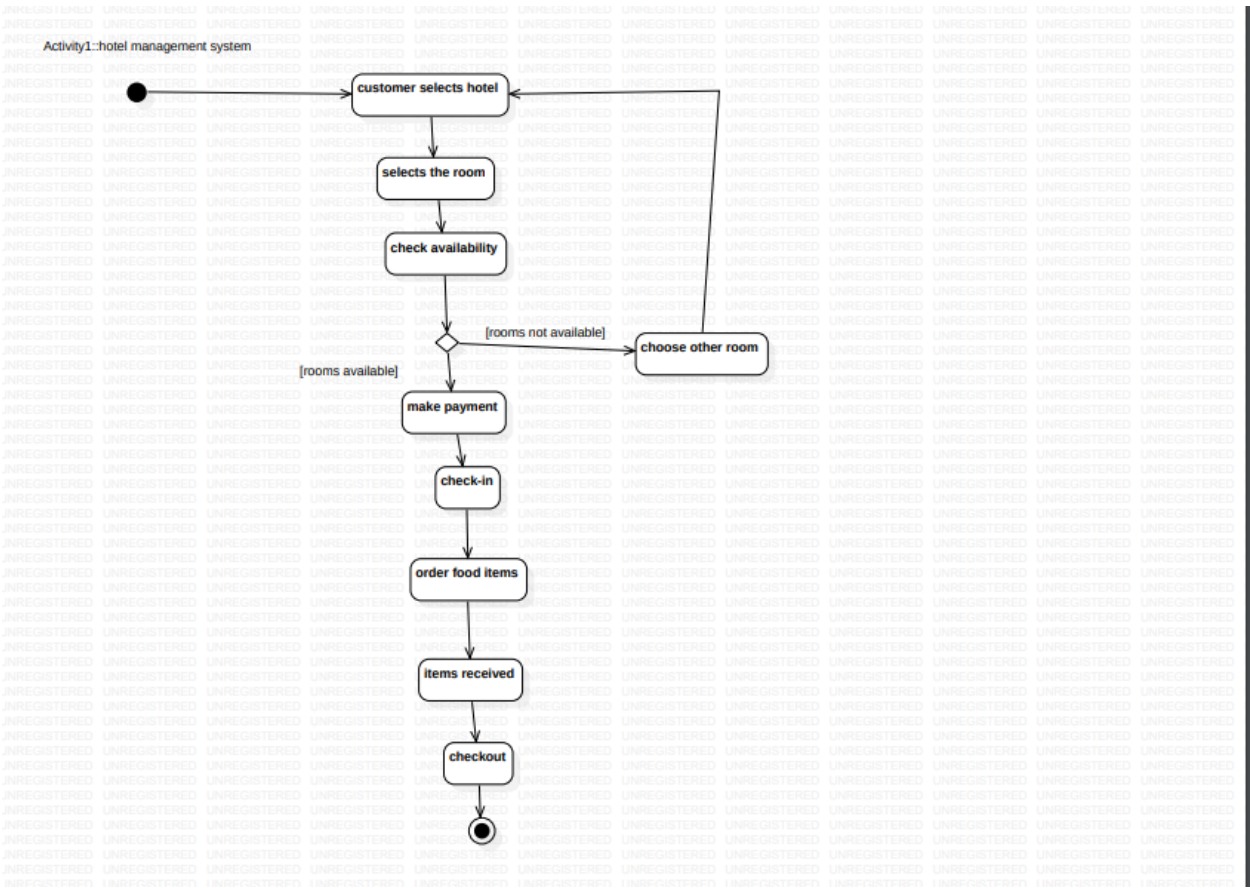 Activity1::hotel management system
customer selects hotel
selects the room
check availability
[rooms not available]
choose other room
[rooms available]
make payment
check-in
order food items
items received
checkout
UNREGISTERED